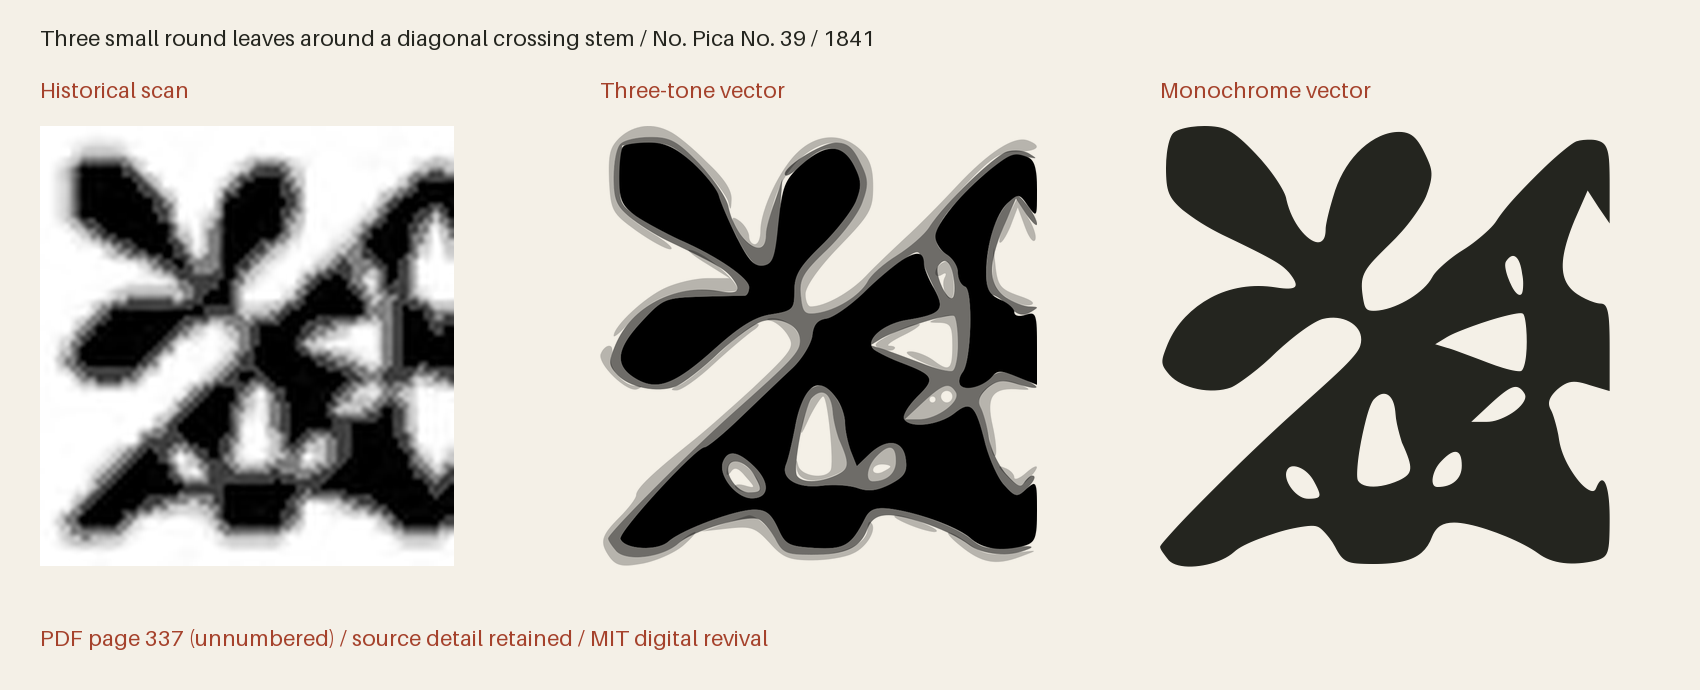 Three small round leaves around a diagonal crossing stem / No. Pica No. 39 / 1841
Historical scan
Three-tone vector
Monochrome vector
PDF page 337 (unnumbered) / source detail retained / MIT digital revival